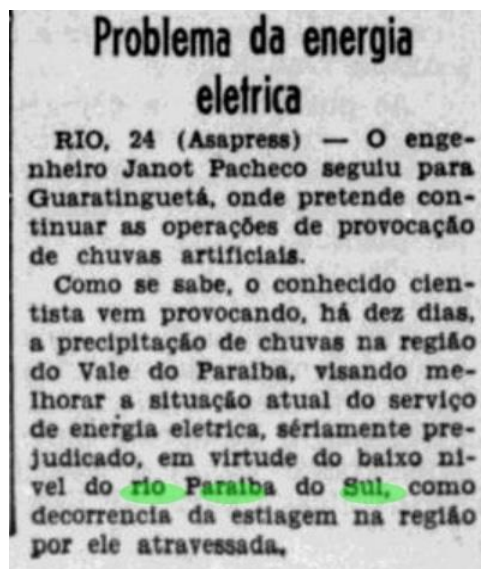 Problema da energia
eletrica
RIO, 24 (Asapress) — O enge-
nheiro Janot Pacheco seguiu para
Guaratinguetá, onde pretende con-
tinuar as operações de provocação
de chuvas artificiais.
Como se sabe, o conhecido cien-
tista vem provocando, há dez dias,
a precipitação de chuvas na região
do Vale do Paraiba, visando me-
lhorar a situação atual do serviço
de energia eletrica, sériamente pre-
judicado, em virtude do baixo ni-
vel do rio Paraiba do Sul, como
decorrencia da estiagem na região
por ele atravessada.